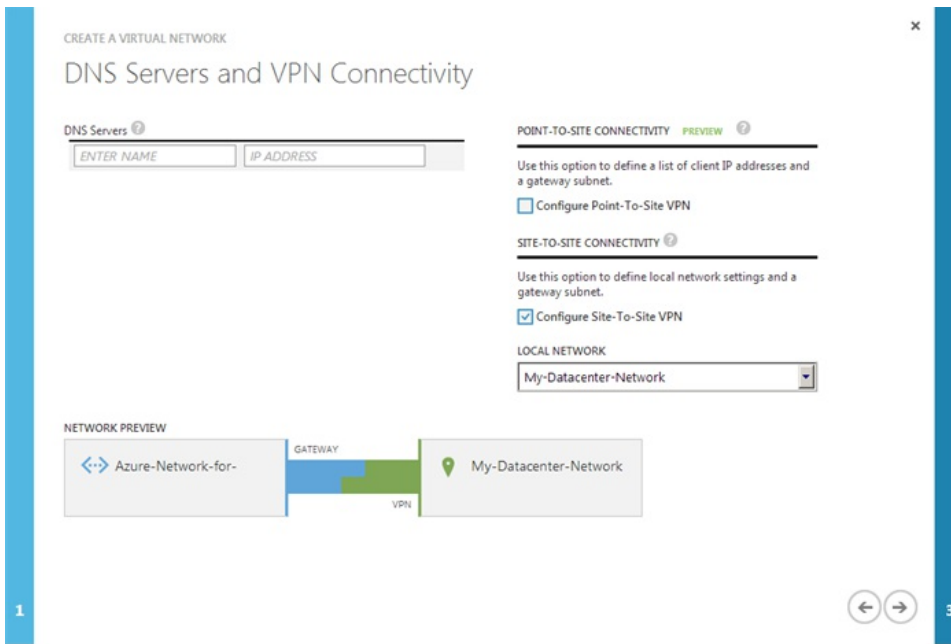 CREATE A VIRTUAL NETWORK
DNS Servers and VPN Connectivity
DNS Servers ?
ENTER NAME
IP ADDRESS
POINT-TO-SITE CONNECTIVITY PREVIEW ?
Use this option to define a list of client IP addresses and
a gateway subnet.
Configure Point-To-Site VPN
SITE-TO-SITE CONNECTIVITY ?
Use this option to define local network settings and a
gateway subnet.
Configure Site-To-Site VPN
LOCAL NETWORK
My-Datacenter-Network
NETWORK PREVIEW
Azure-Network-for-
GATEWAY
VPN
My-Datacenter-Network
1
3